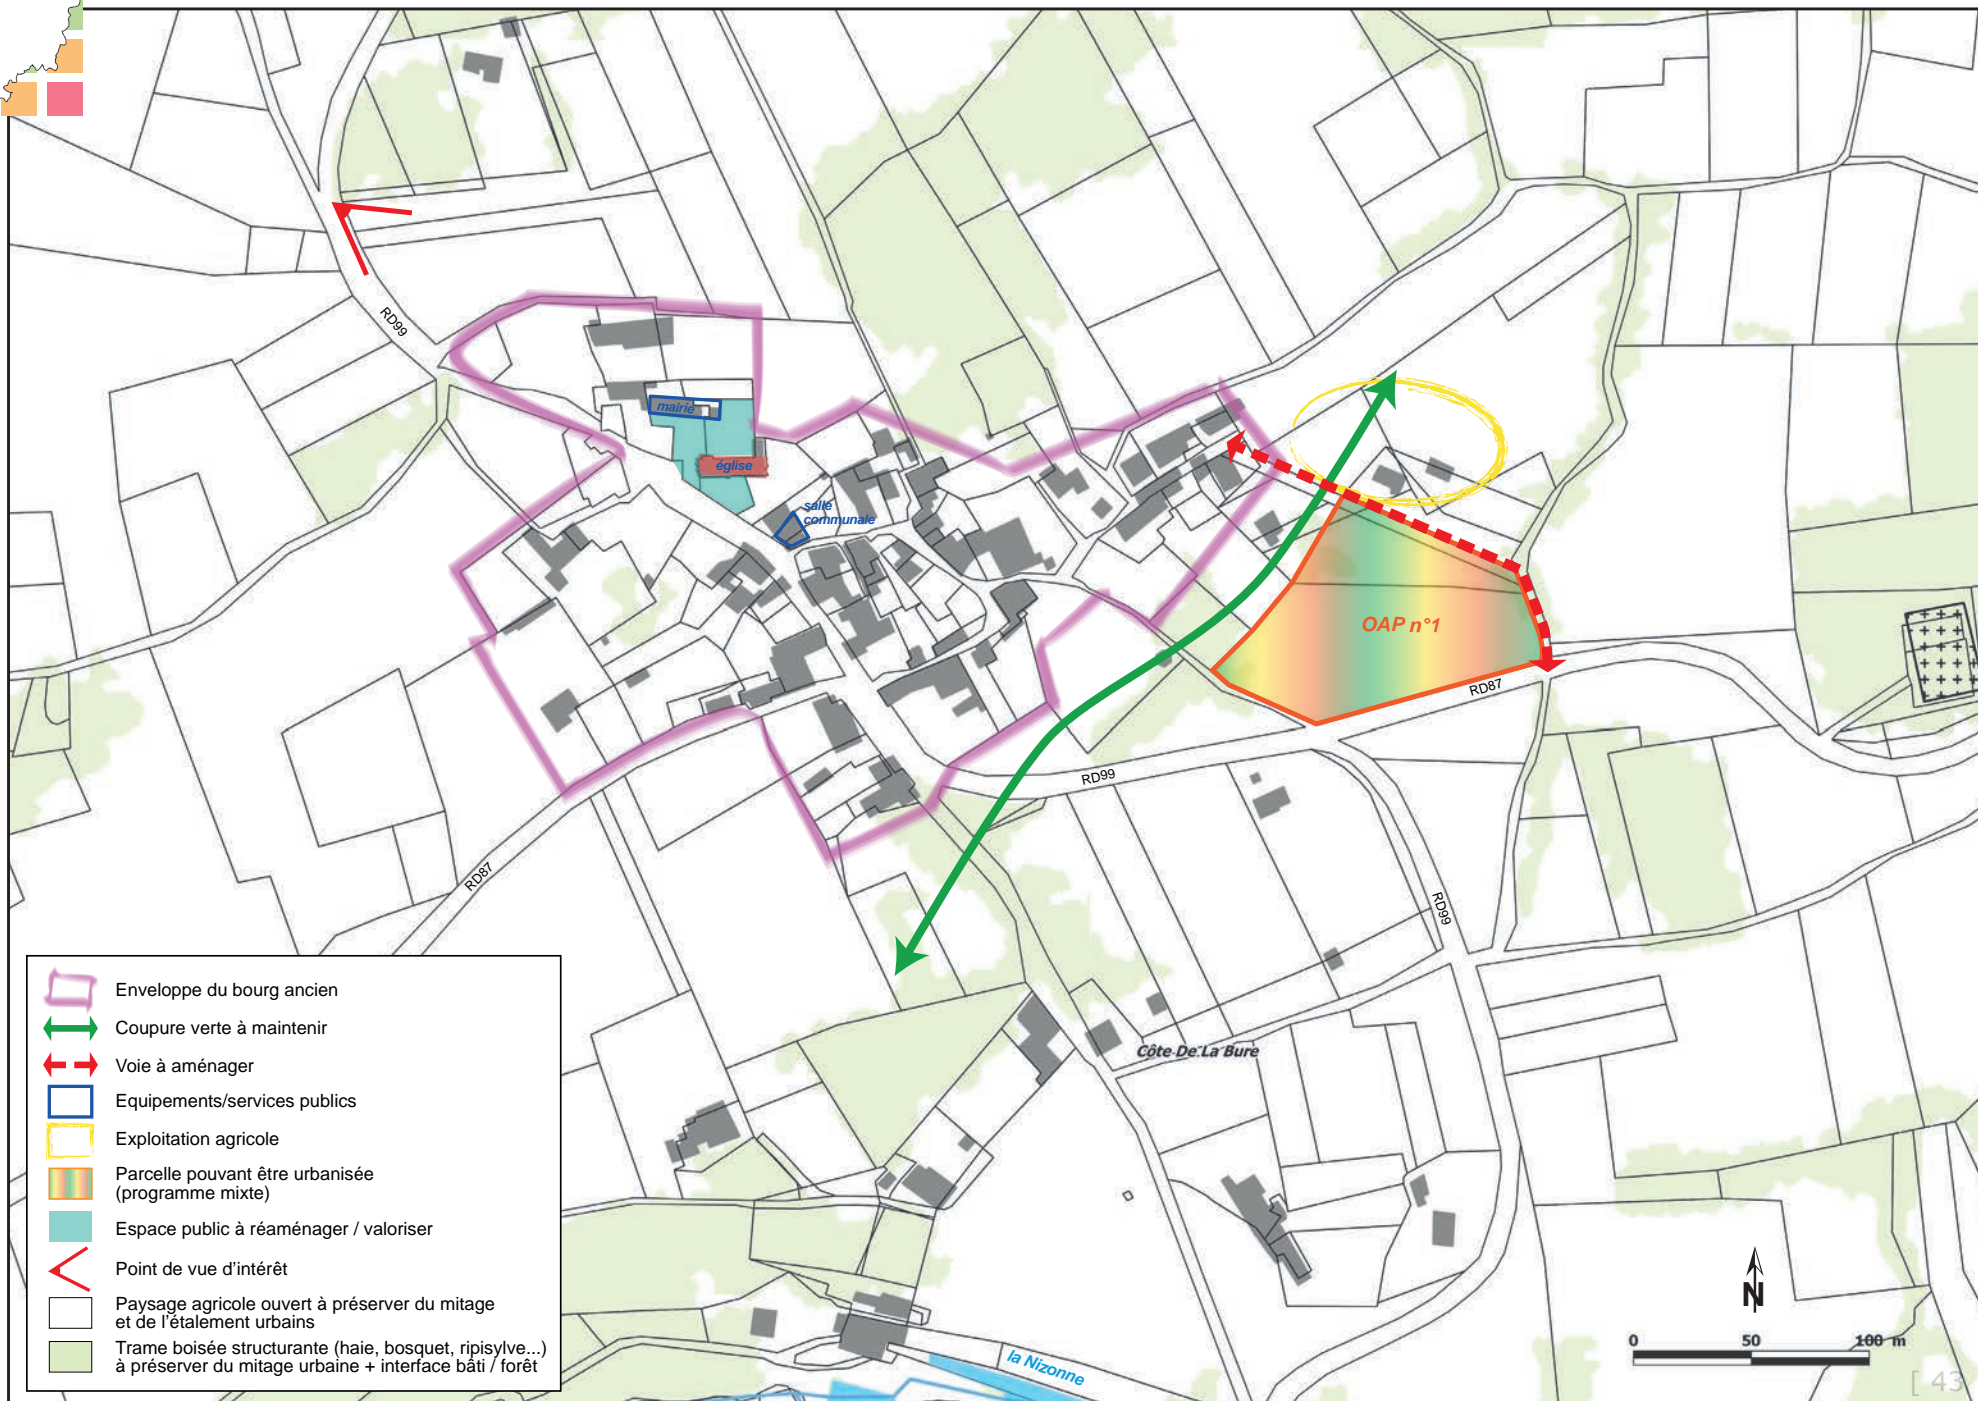 RD99
mairie
église
salle
communale
OAP n°1
RD87
RD99
RD87
RD99
Côte De La Bure
Enveloppe du bourg ancien
Coupure verte à maintenir
Voie à aménager
Equipements/services publics
Exploitation agricole
Parcelle pouvant être urbanisée
(programme mixte)
Espace public à réaménager / valoriser
Point de vue d'intérêt
Paysage agricole ouvert à préserver du mitage
et de l'étalement urbains
Trame boisée structurante (haie, bosquet, ripisylve...)
à préserver du mitage urbaine + interface bâti / forêt
la Nizonne
N
0 50 100 m
[ 43